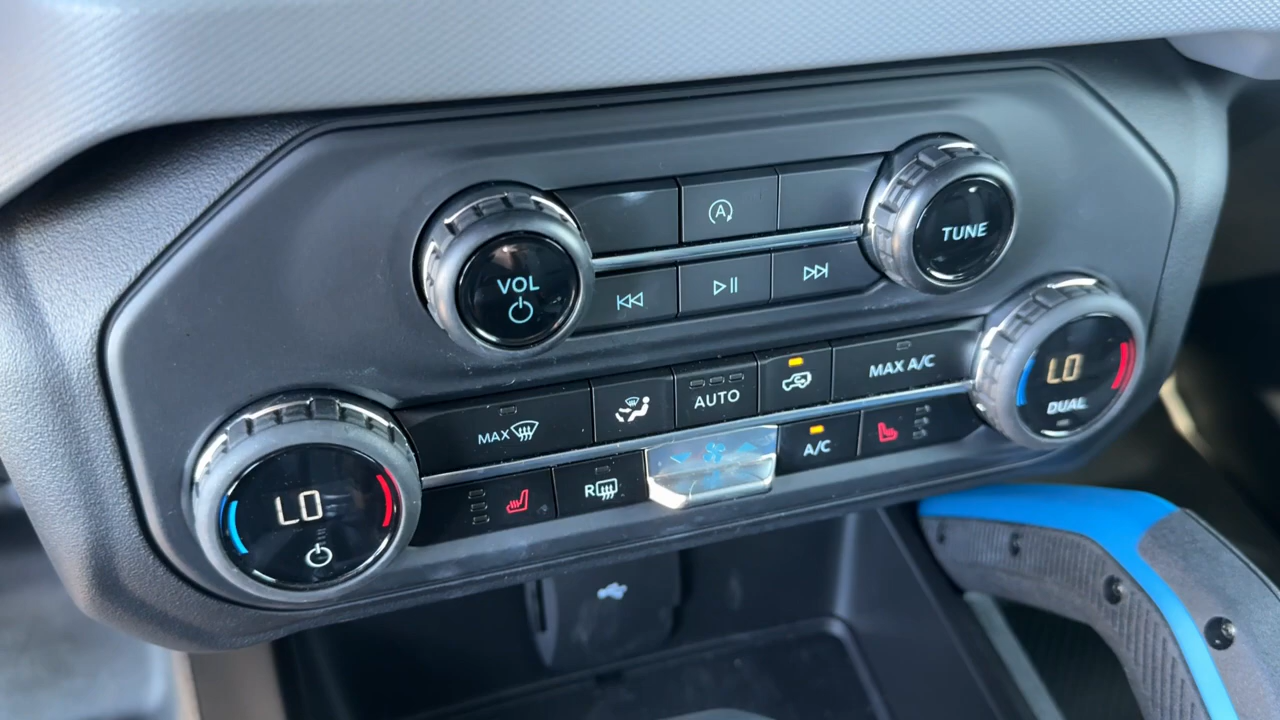 A
TUNE
VOL
MAX A/C
LO
DUAL
AUTO
MAX
A/C
R
LO